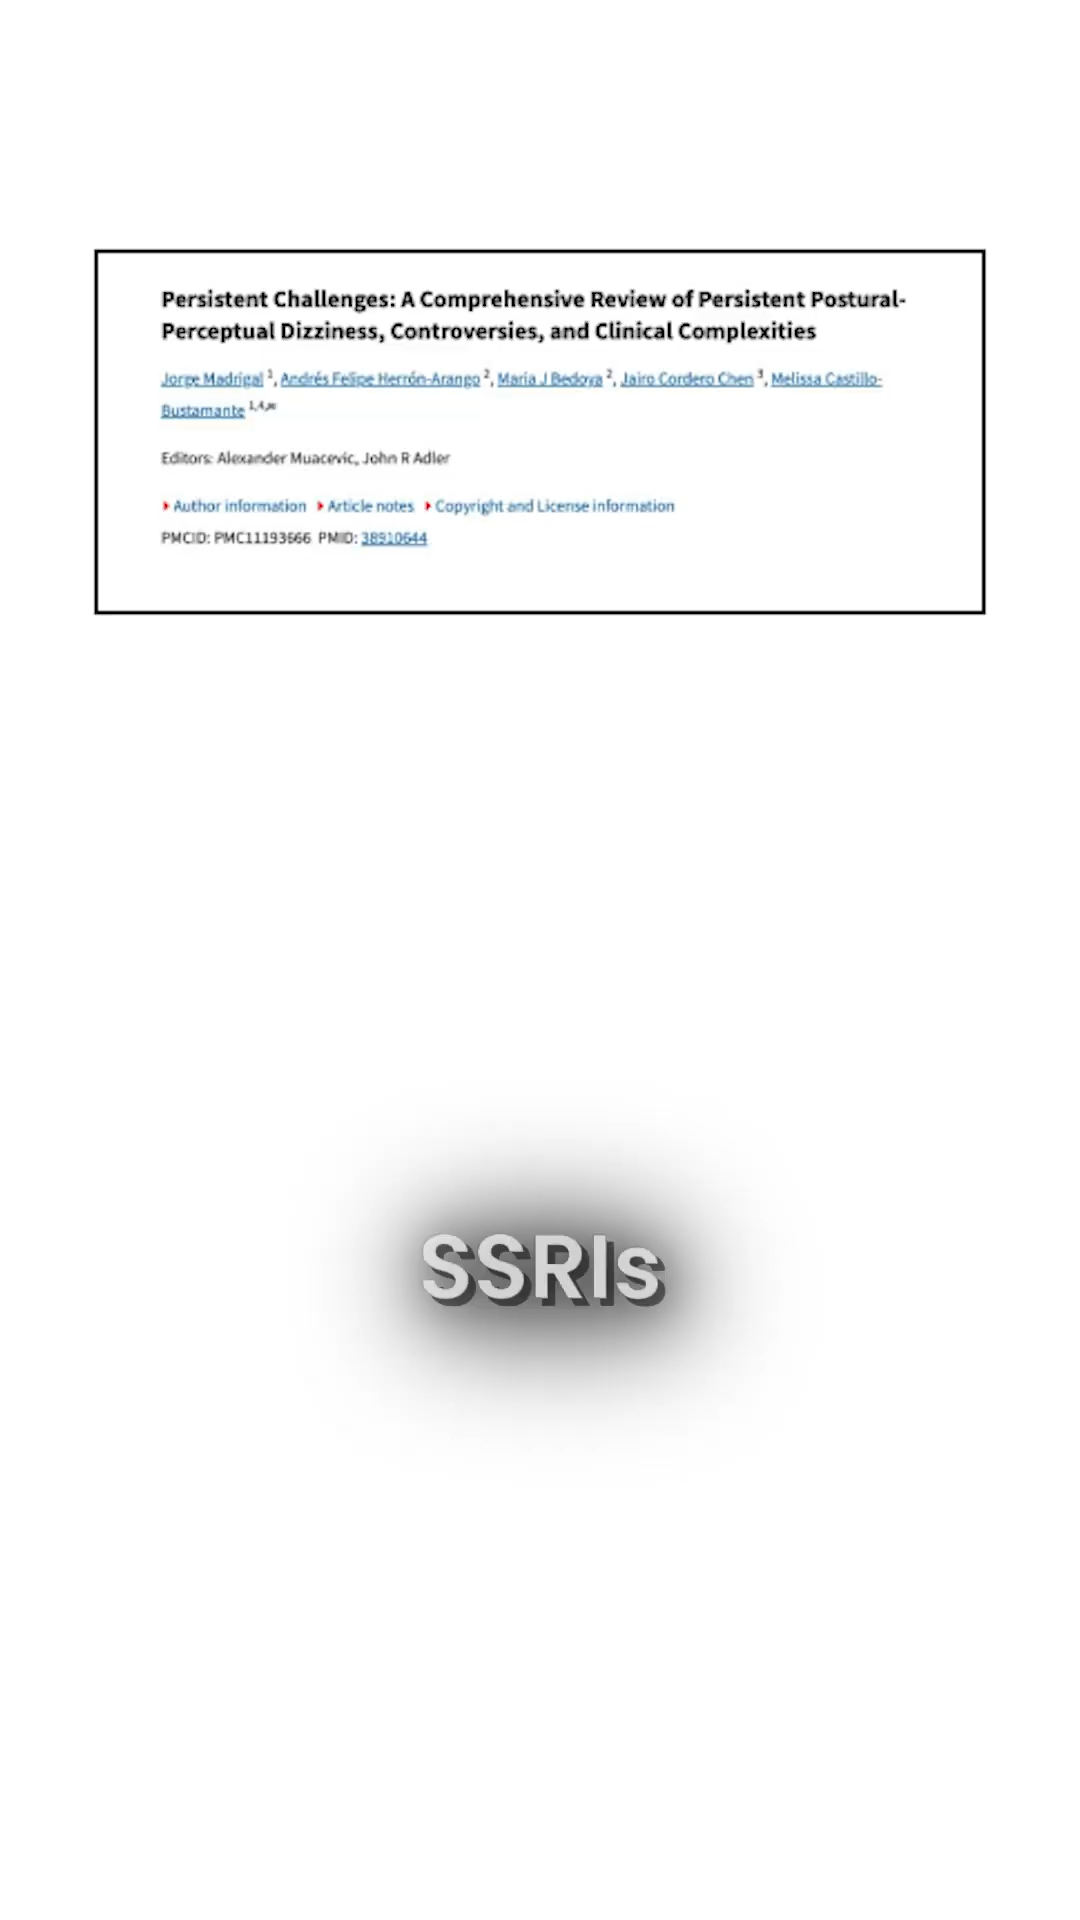 Persistent Challenges: A Comprehensive Review of Persistent Postural-
Perceptual Dizziness, Controversies, and Clinical Complexities
Jorge Madrigal 1, Andrés Felipe Herrón-Arango 2, Maria J Bedoya 2, Jairo Cordero Chen 3, Melissa Castillo-
Bustamante 1,4,✉
Editors: Alexander Muacevic, John R Adler
▸ Author information ▸ Article notes ▸ Copyright and License information
PMCID: PMC11193666 PMID: 38910644
SSRIs